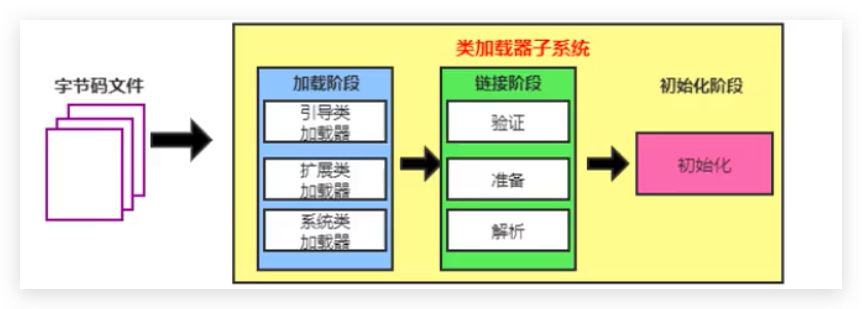 类加载器子系统
字节码文件
加载阶段
引导类
加载器
扩展类
加载器
系统类
加载器
链接阶段
验证
准备
解析
初始化阶段
初始化